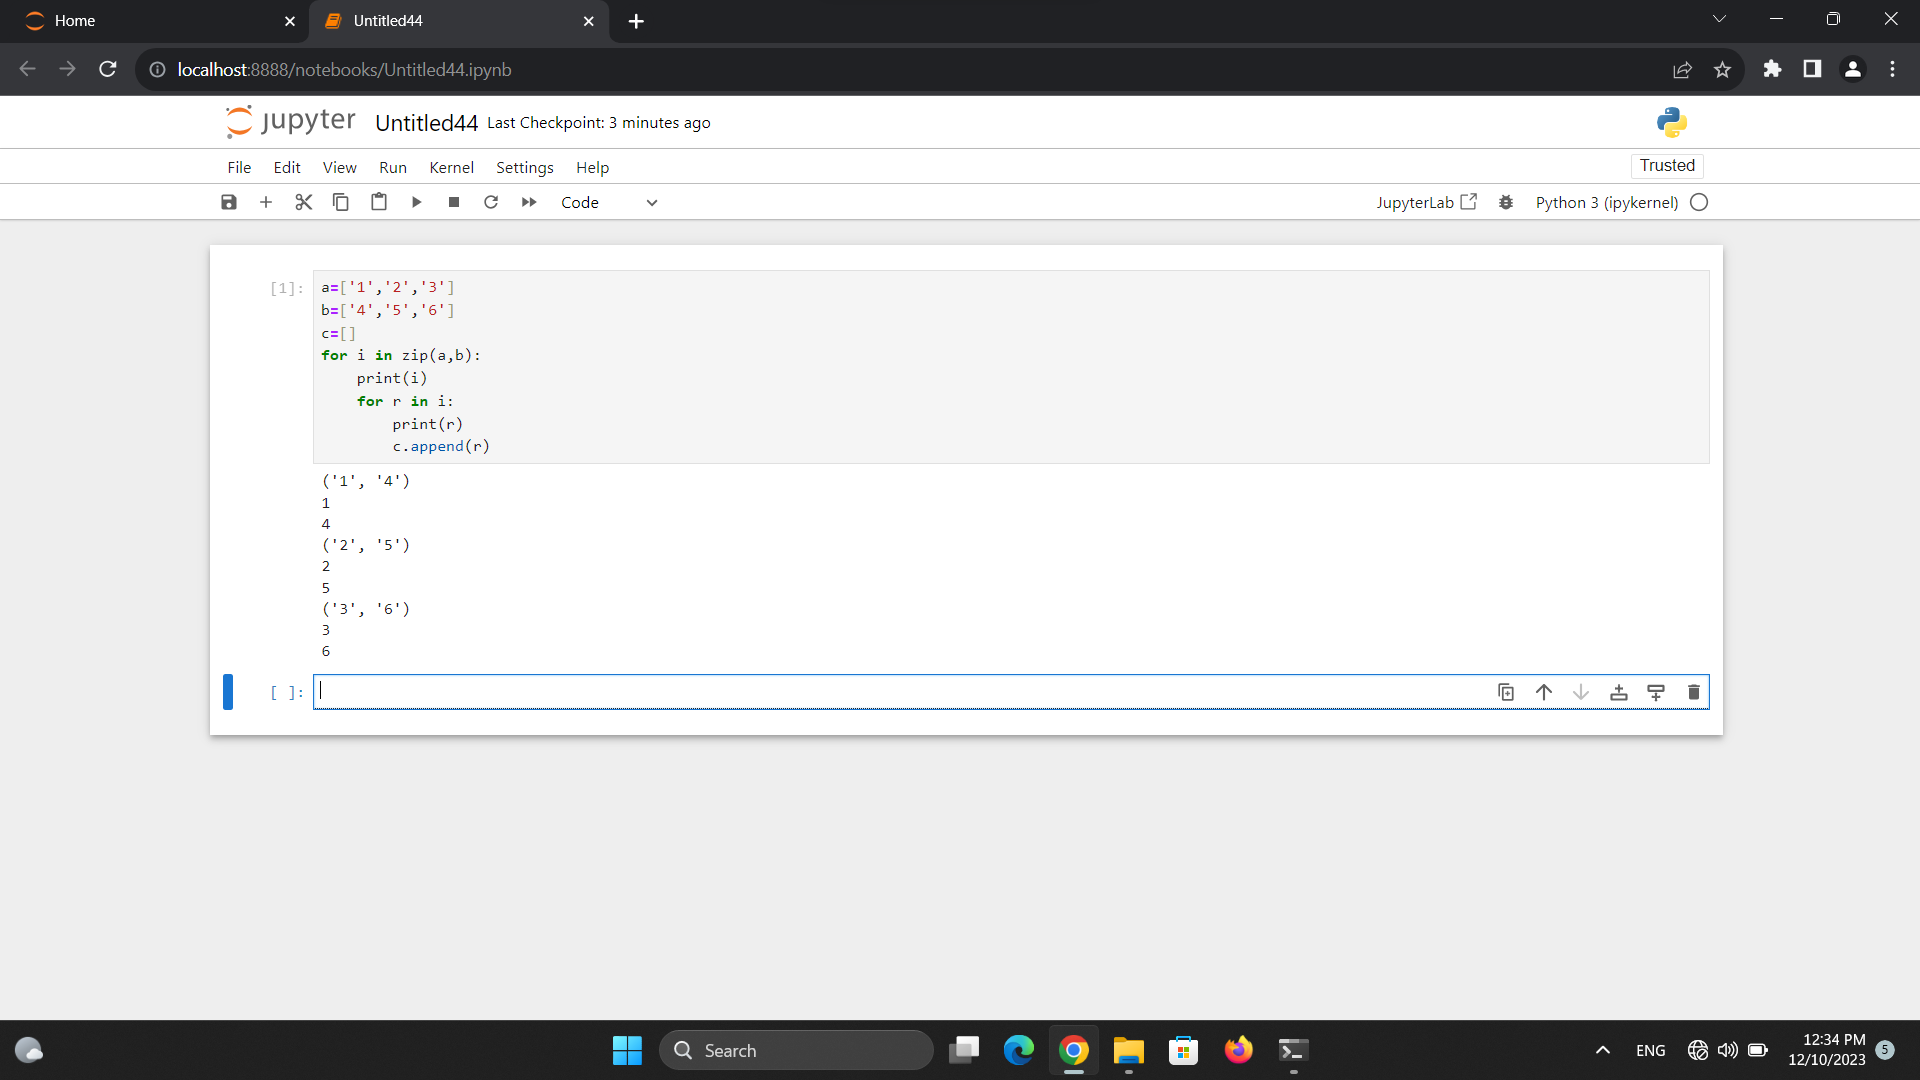 Home
Untitled44
localhost:8888/notebooks/Untitled44.ipynb
jupyter Untitled44 Last Checkpoint: 3 minutes ago
File Edit View Run Kernel Settings Help
Trusted
Code
JupyterLab
Python 3 (ipykernel)
[1]:
a=['1','2','3']
b=['4','5','6']
c=[]
for i in zip(a,b):
    print(i)
    for r in i:
        print(r)
        c.append(r)
('1', '4')
1
4
('2', '5')
2
5
('3', '6')
3
6
[ ]:
Search
ENG
12:34 PM
12/10/2023
5